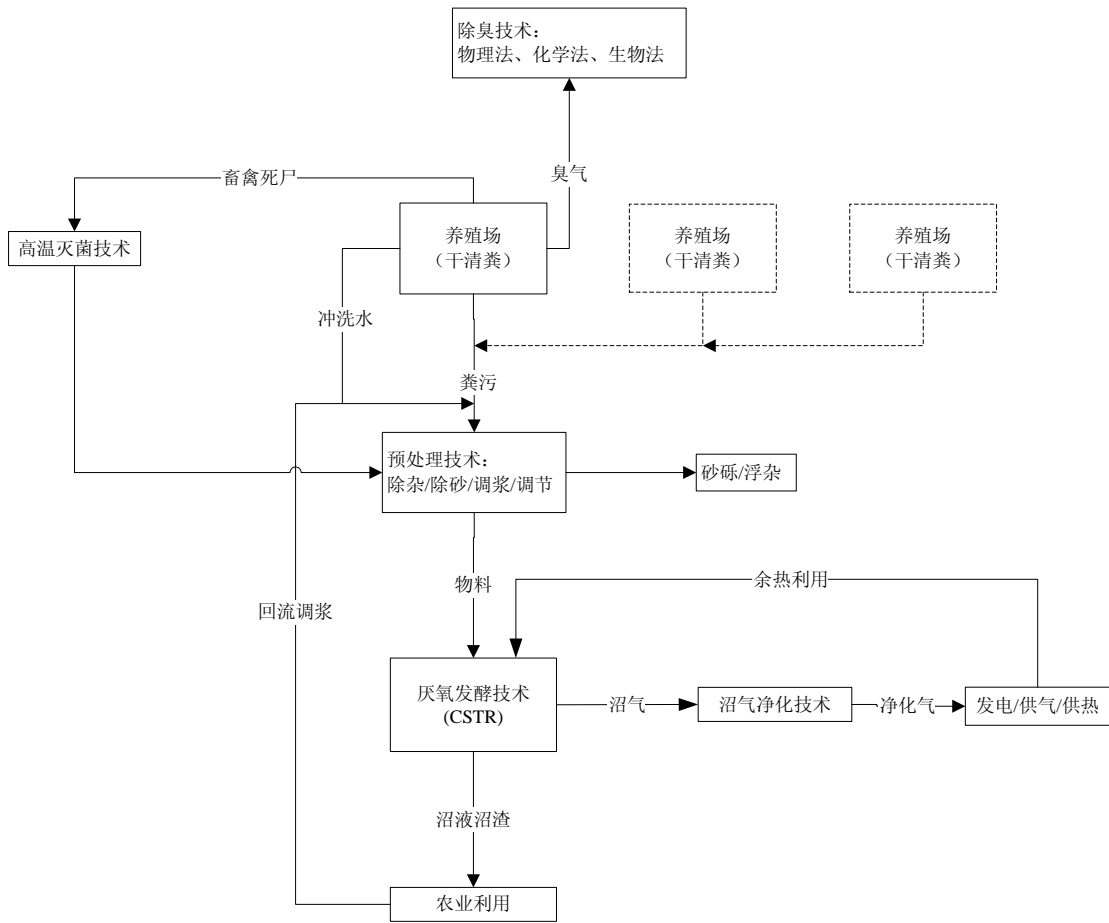 除臭技术：
物理法、化学法、生物法
畜禽死尸
臭气
高温灭菌技术
养殖场
（干清粪）
养殖场
（干清粪）
养殖场
（干清粪）
冲洗水
粪污
预处理技术：
除杂/除砂/调浆/调节
砂砾/浮杂
物料
余热利用
回流调浆
厌氧发酵技术
(CSTR)
沼气
沼气净化技术
净化气
发电/供气/供热
沼液沼渣
农业利用